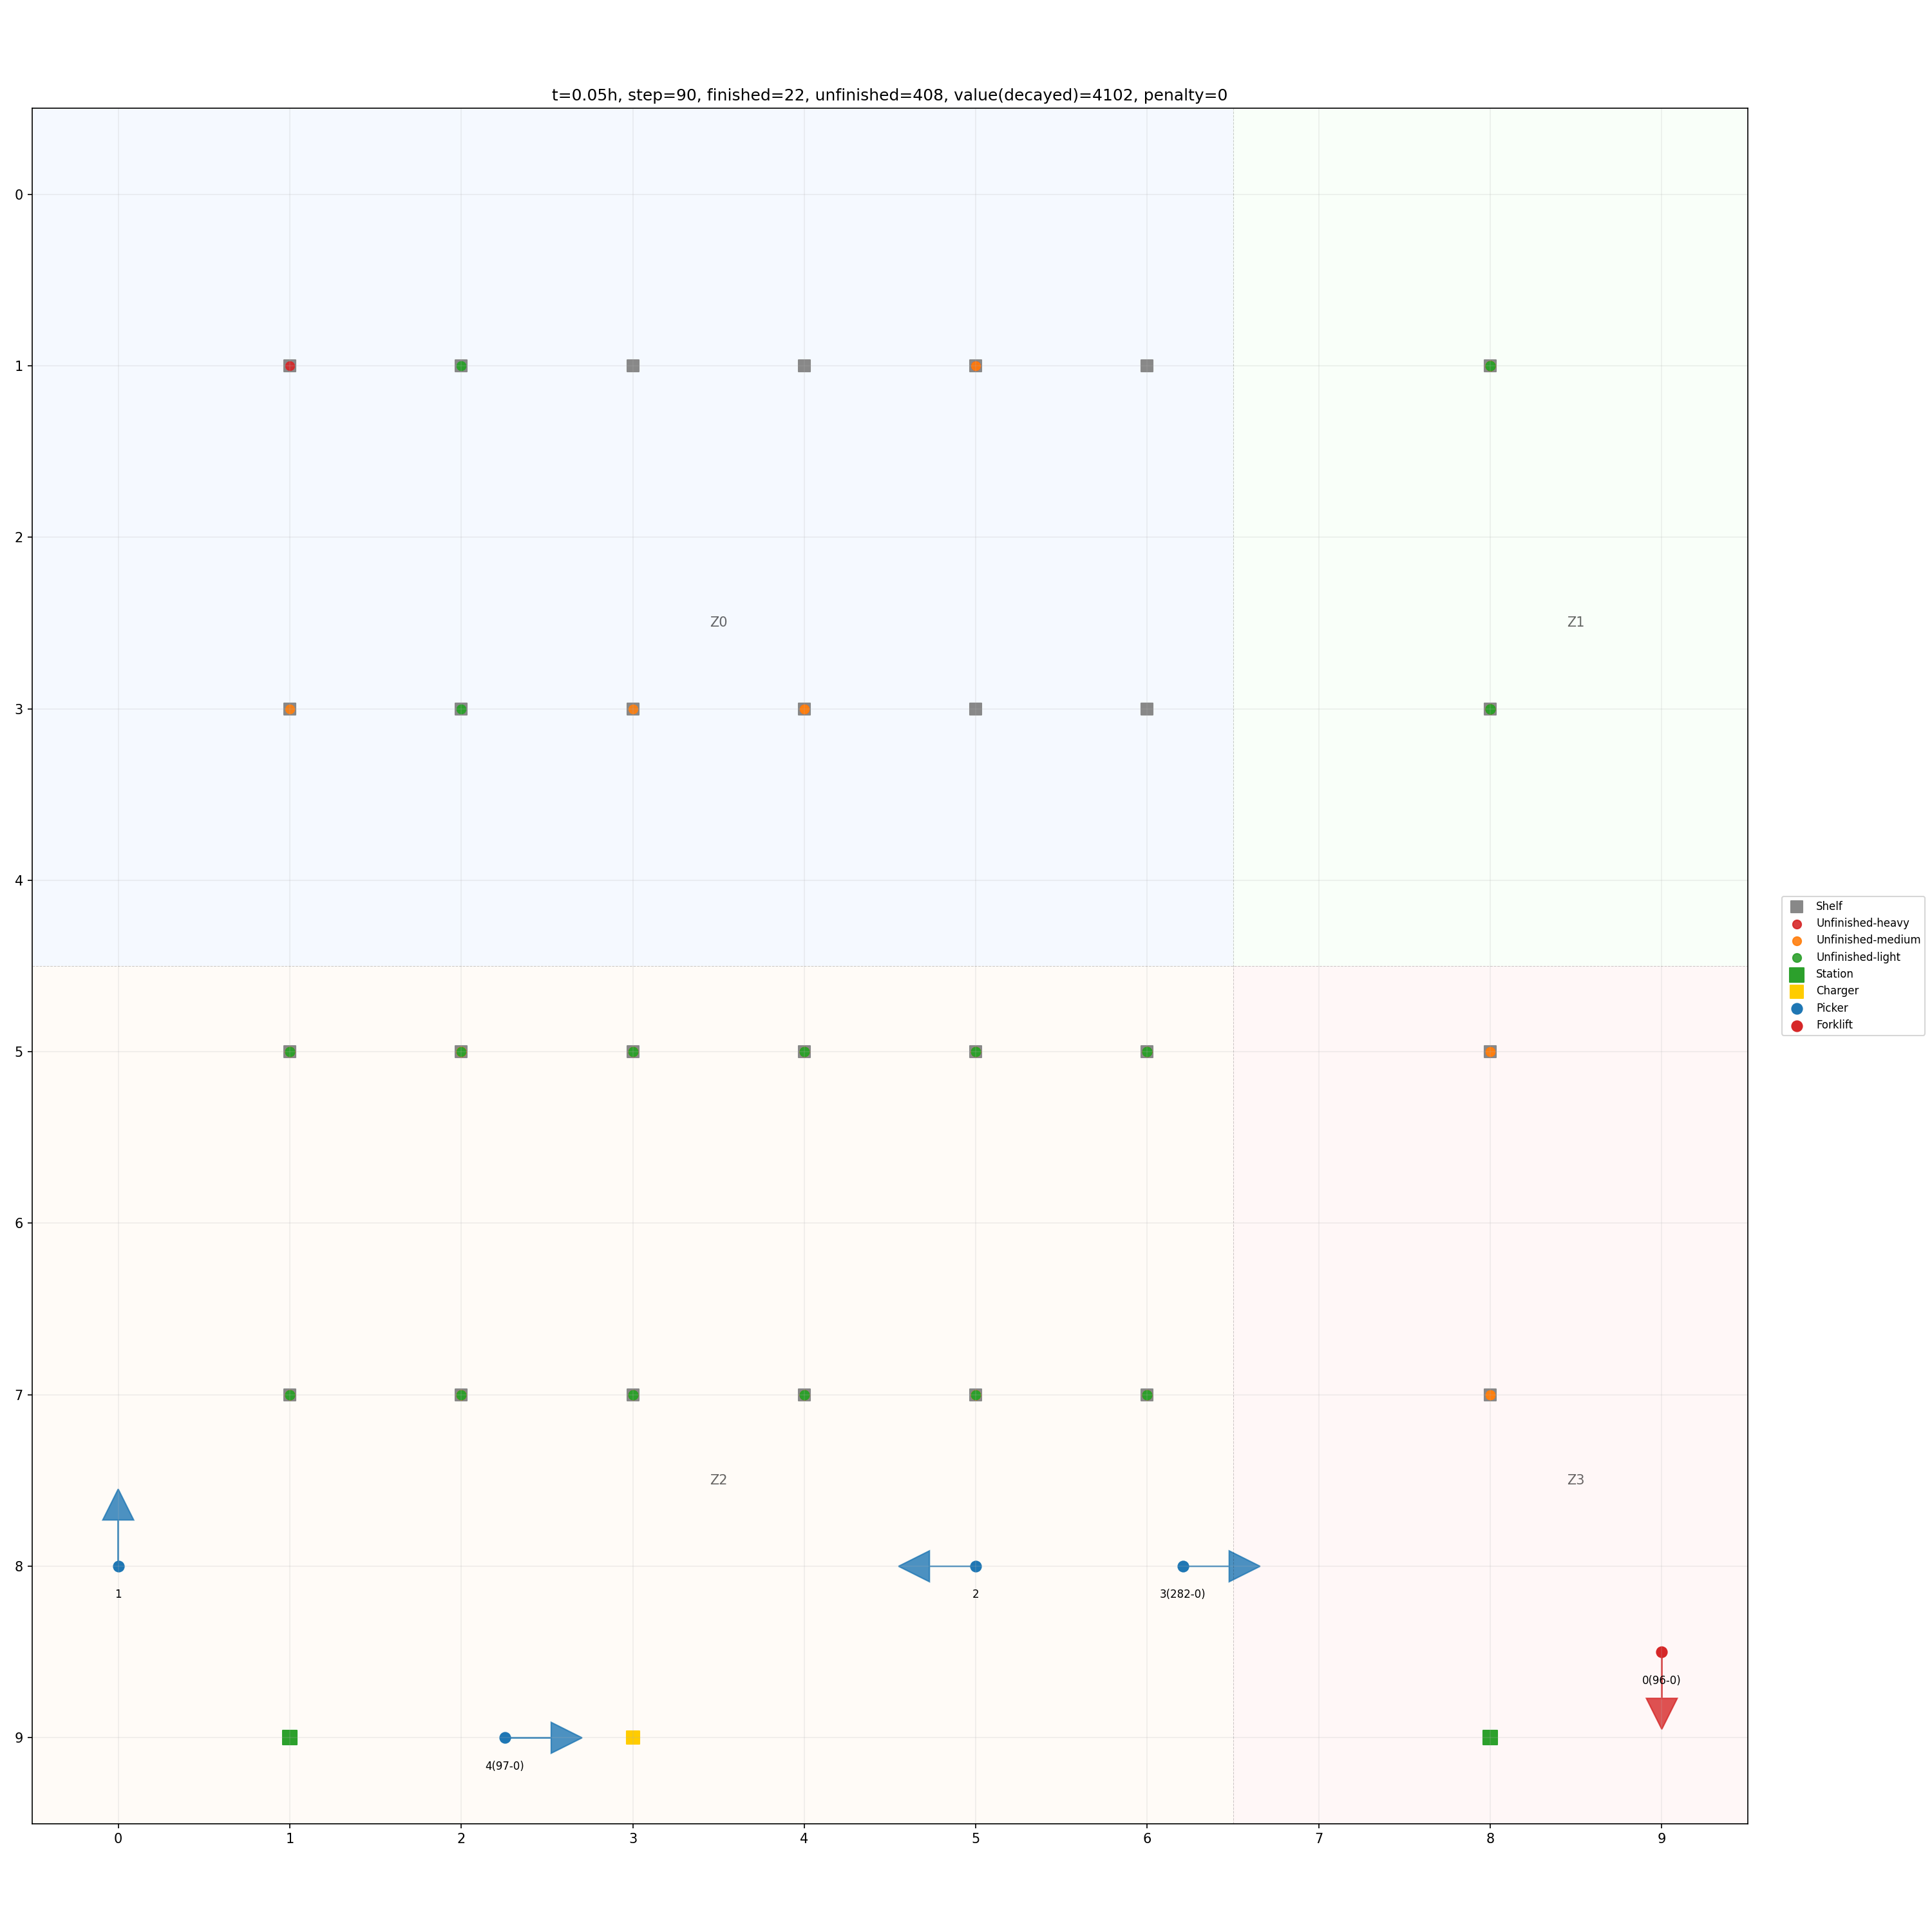 t=0.05h, step=90, finished=22, unfinished=408, value(decayed)=4102, penalty=0
0
1
2
Z0
Z1
3
4
Shelf
Unfinished-heavy
Unfinished-medium
Unfinished-light
Station
Charger
Picker
Forklift
5
6
7
Z2
Z3
8
1
2
3(282-0)
0(96-0)
9
4(97-0)
0 1 2 3 4 5 6 7 8 9